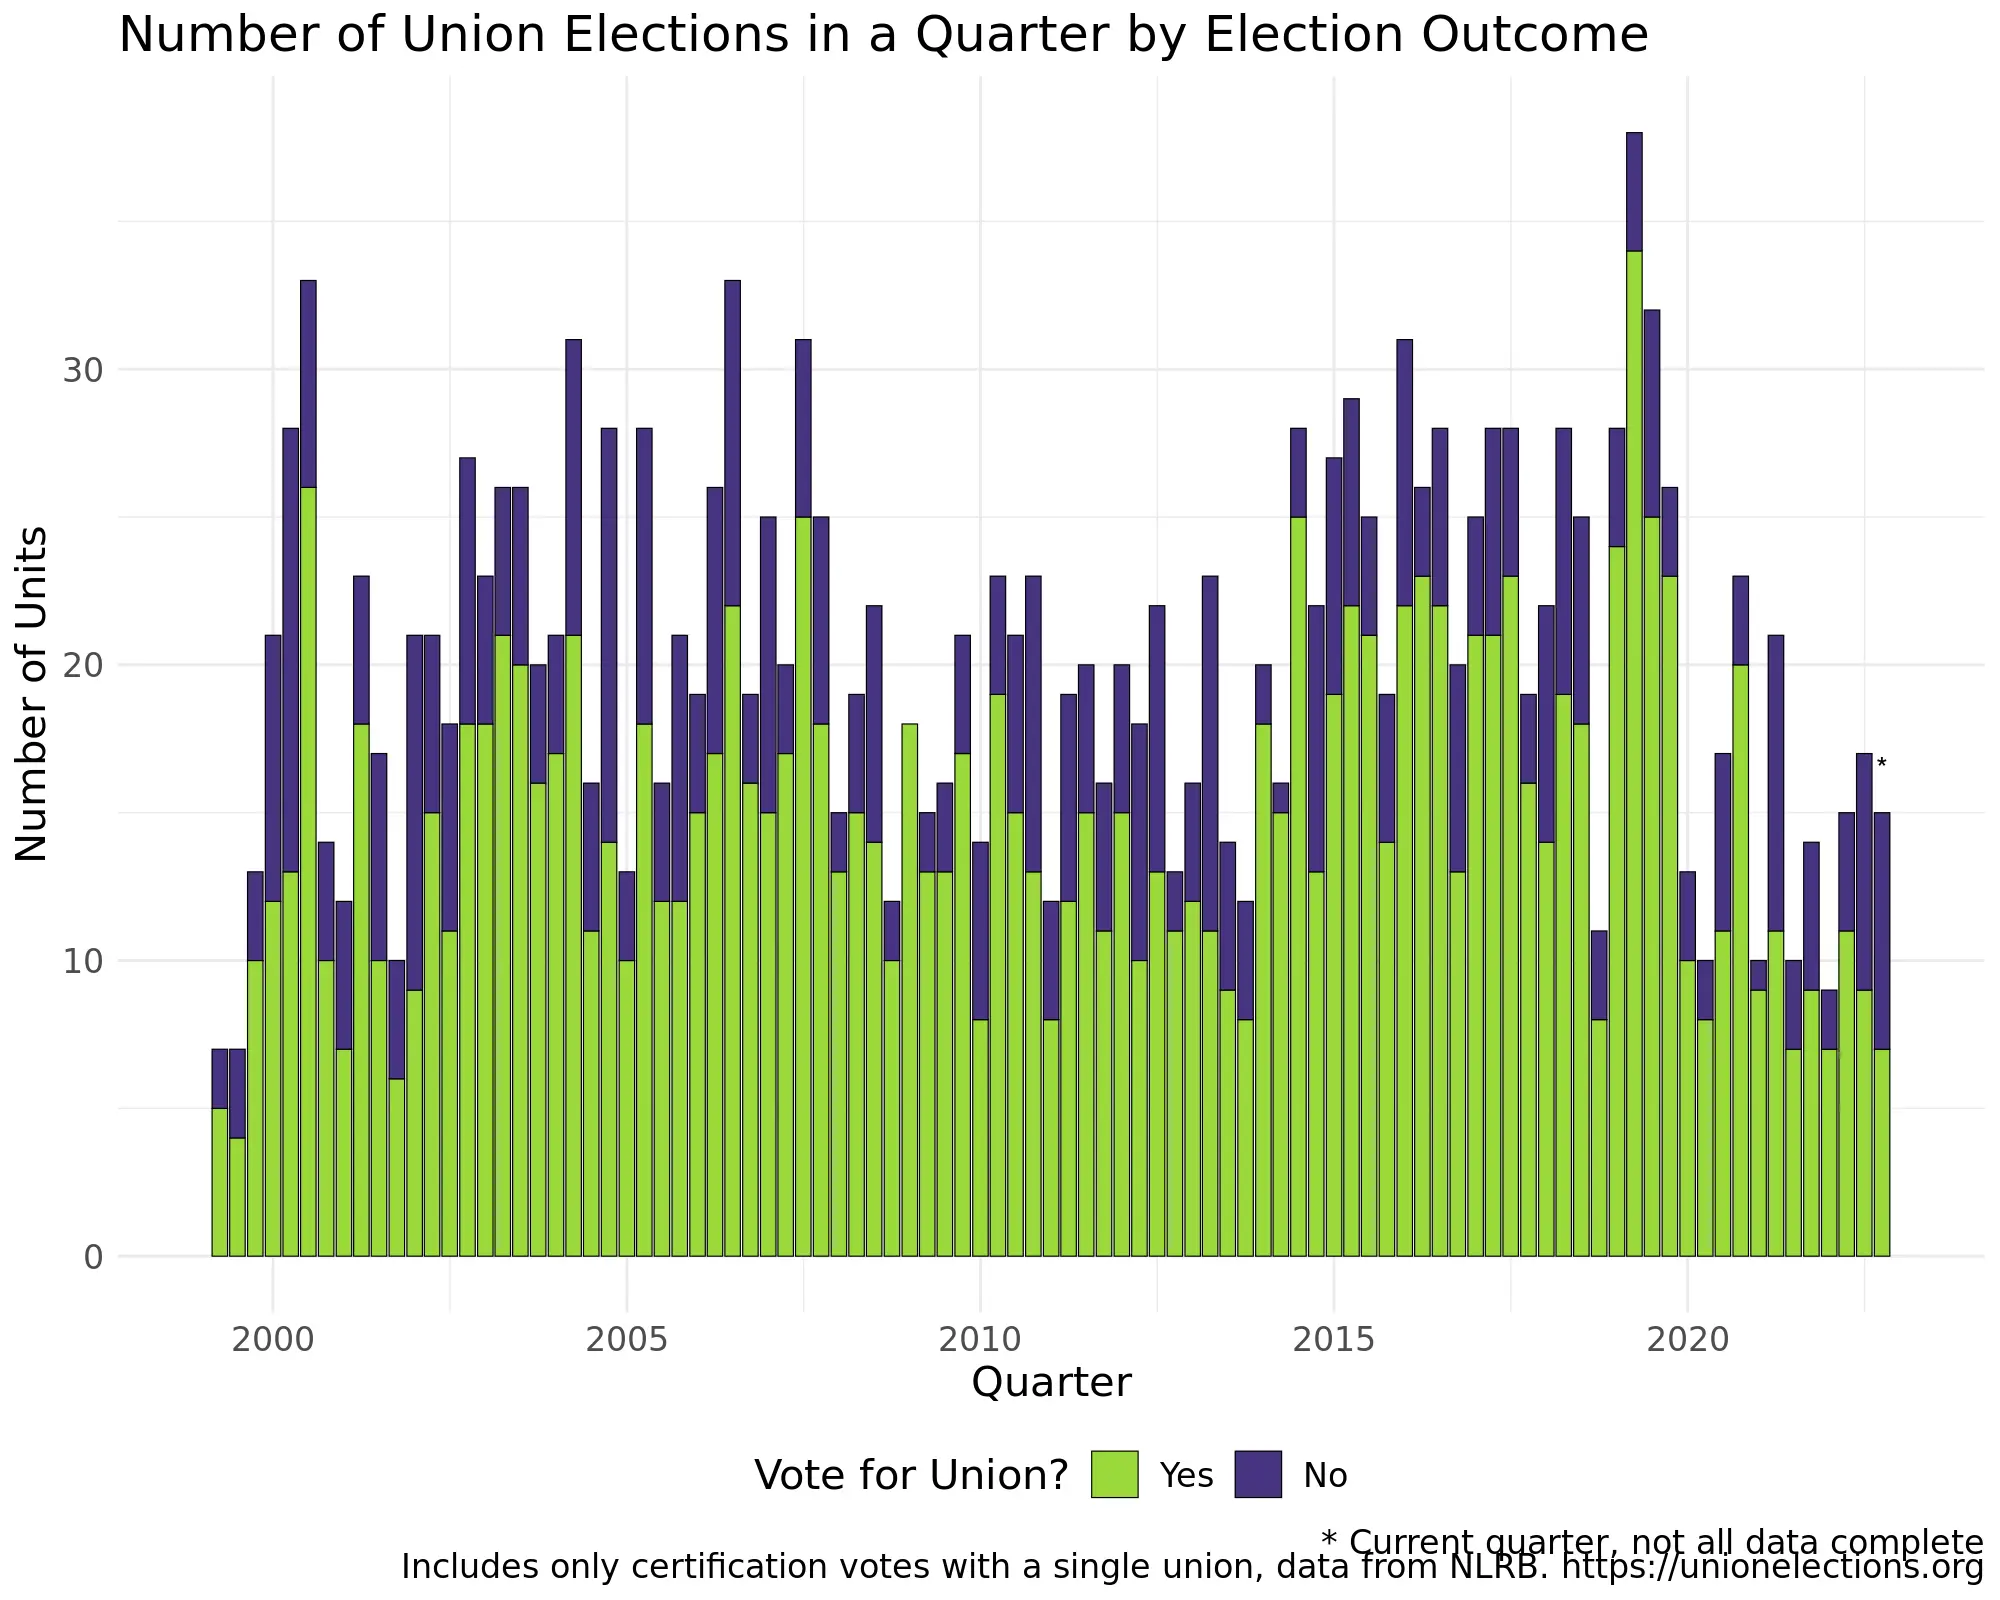 Number of Union Elections in a Quarter by Election Outcome
Number of Units
30
20
10
0
*
2000 2005 2010 2015 2020
Quarter
Vote for Union? Yes No
* Current quarter, not all data complete
Includes only certification votes with a single union, data from NLRB. https://unionelections.org